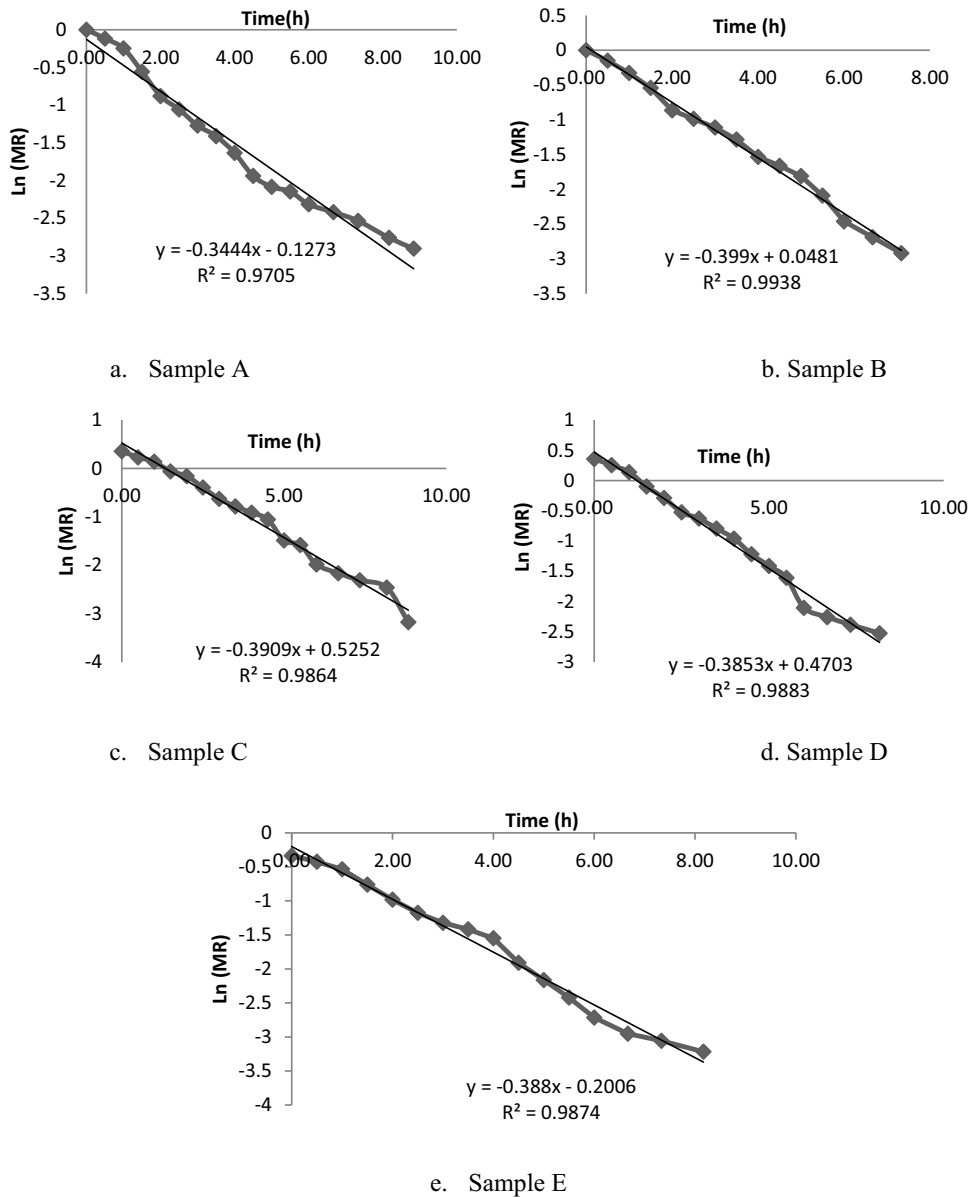 Time(h)
0
0.00 2.00 4.00 6.00 8.00 10.00
-0.5
-1
-1.5
-2
-2.5
-3
-3.5
Ln (MR)
y = -0.3444x - 0.1273
R² = 0.9705
a. Sample A
0.5
Time (h)
0
0.00 2.00 4.00 6.00 8.00
-0.5
-1
-1.5
-2
-2.5
-3
-3.5
Ln (MR)
y = -0.399x + 0.0481
R² = 0.9938
b. Sample B
1
Time (h)
0
0.00 5.00 10.00
-1
-2
-3
-4
Ln (MR)
y = -0.3909x + 0.5252
R² = 0.9864
c. Sample C
1
0.5
Time (h)
0
0.00 5.00 10.00
-0.5
-1
-1.5
-2
-2.5
-3
Ln (MR)
y = -0.3853x + 0.4703
R² = 0.9883
d. Sample D
Time (h)
0
0.00 2.00 4.00 6.00 8.00 10.00
-0.5
-1
-1.5
-2
-2.5
-3
-3.5
-4
Ln (MR)
y = -0.388x - 0.2006
R² = 0.9874
e. Sample E